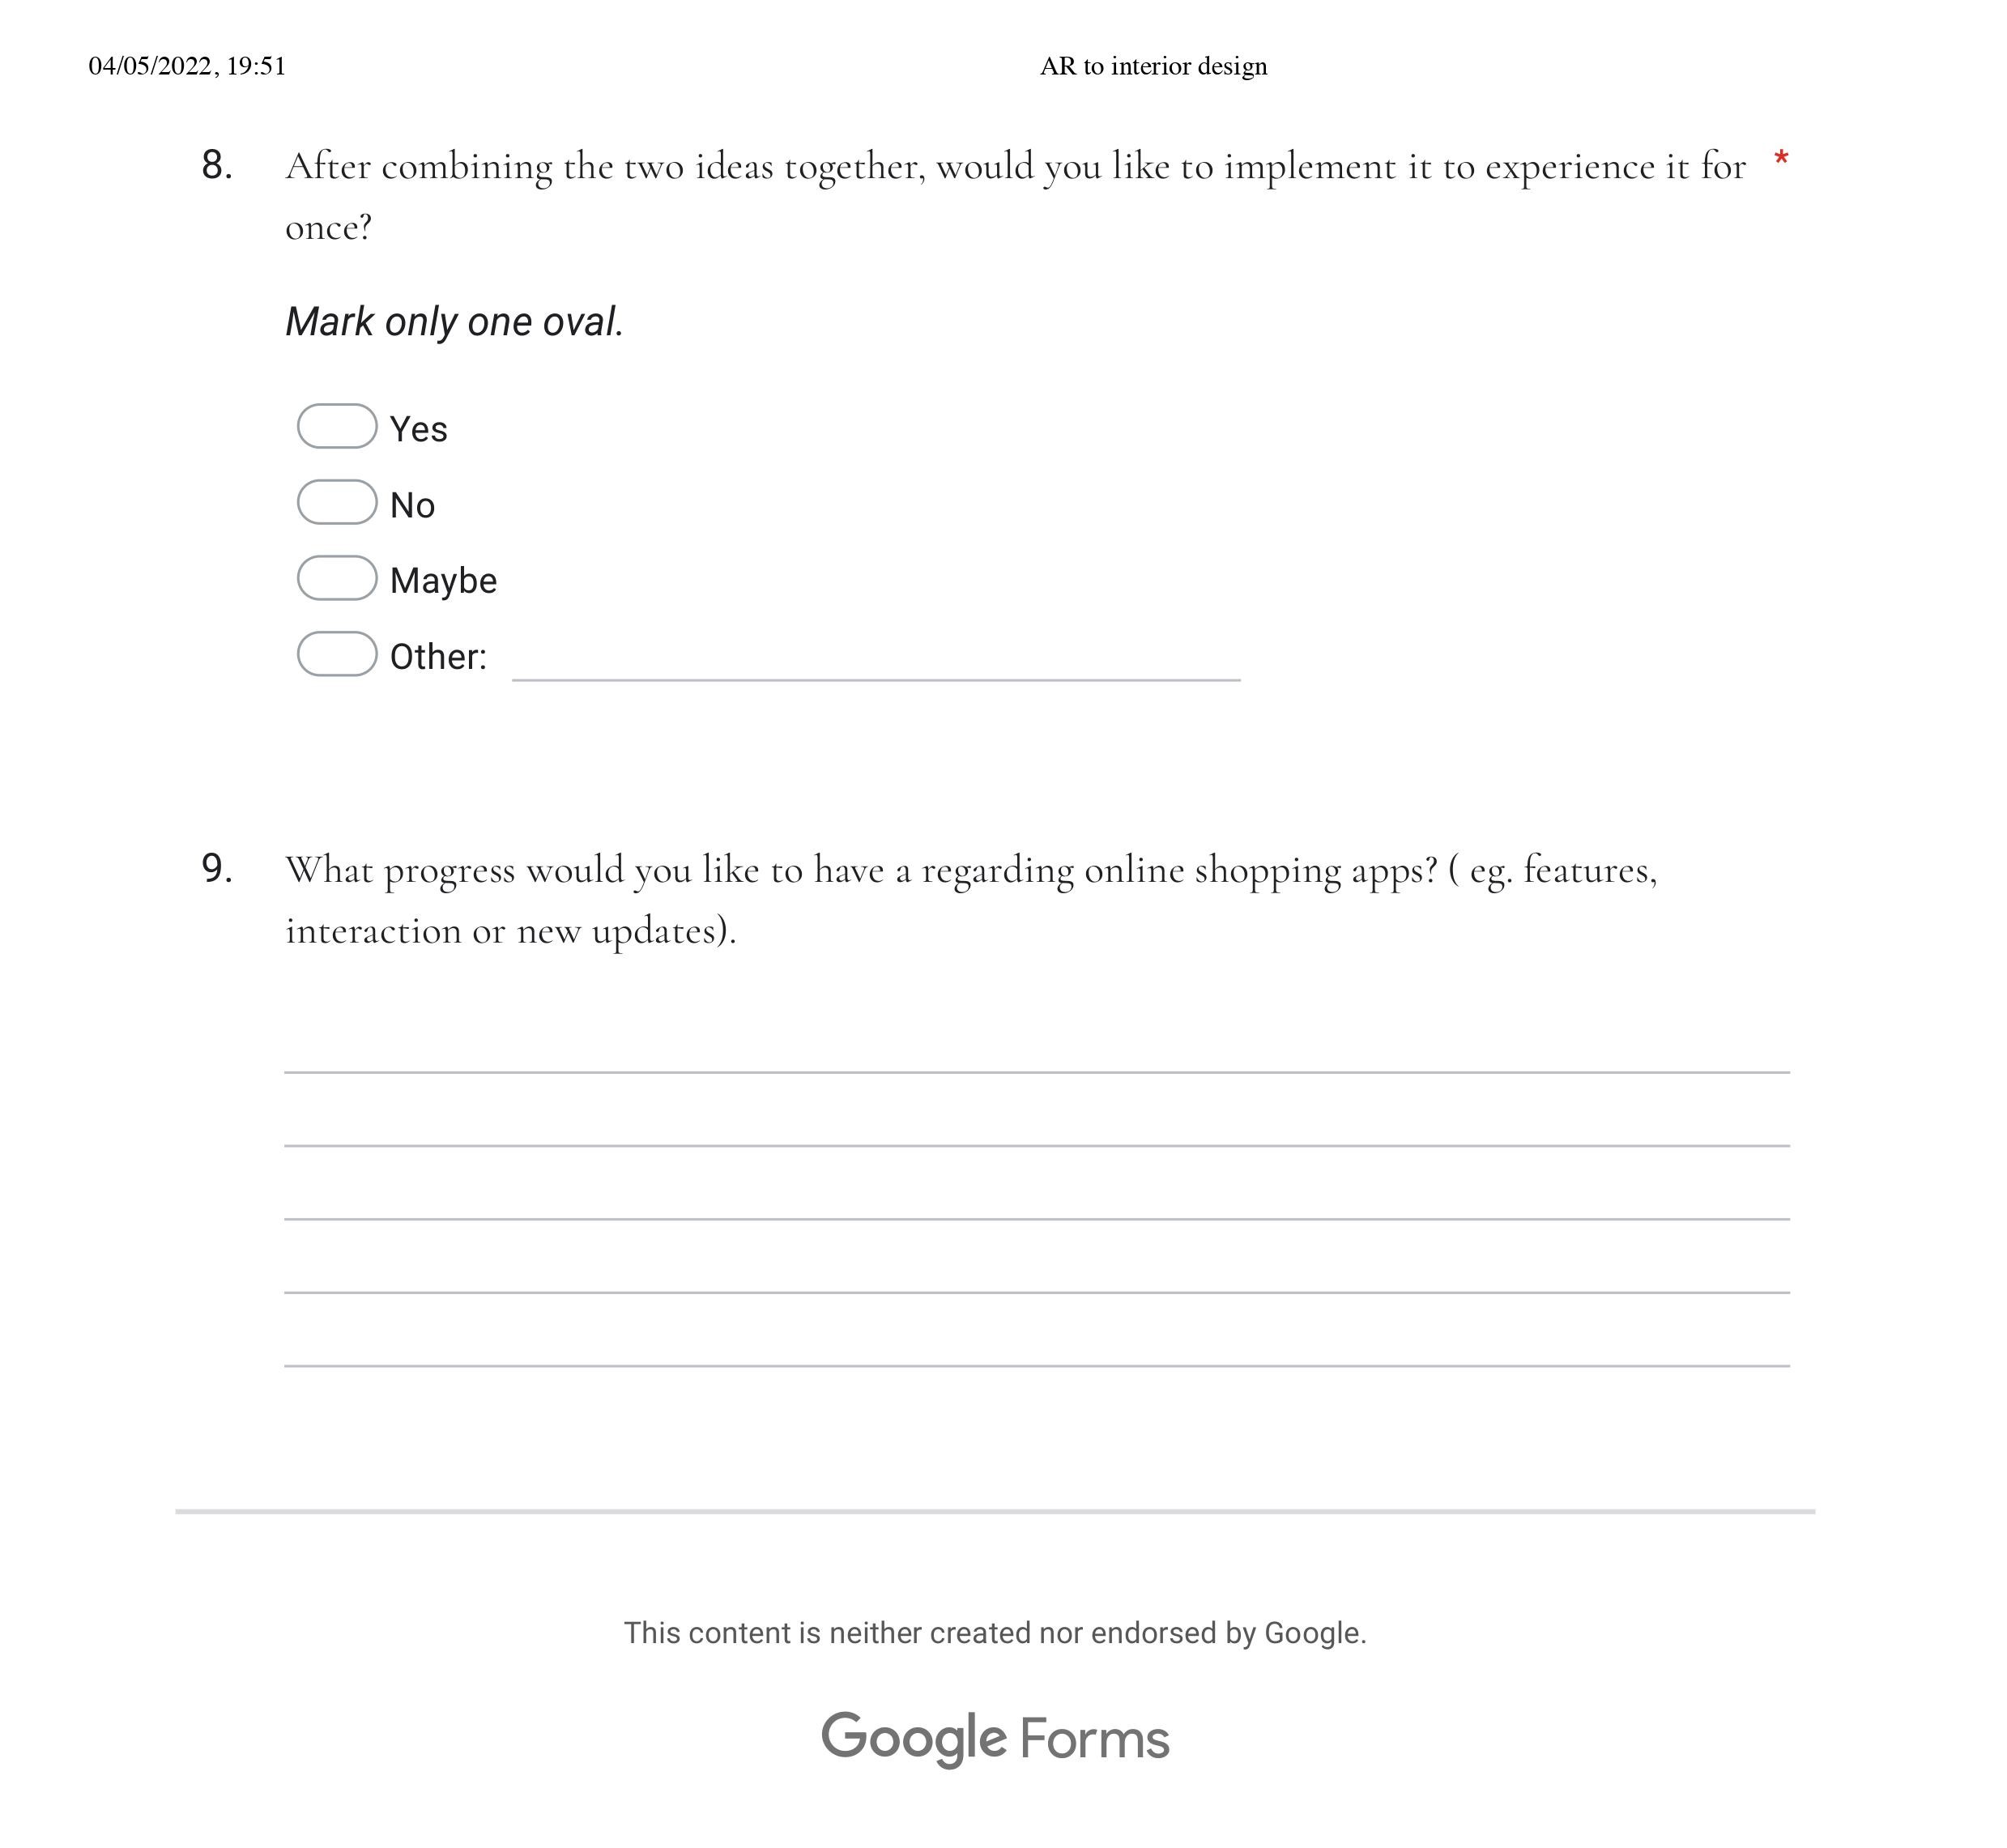 04/05/2022, 19:51 AR to interior design
8. After combining the two ideas together, would you like to implement it to experience it for *
once?
Mark only one oval.
Yes
No
Maybe
Other:
9. What progress would you like to have a regarding online shopping apps? ( eg. features,
interaction or new updates).
This content is neither created nor endorsed by Google.
Google Forms